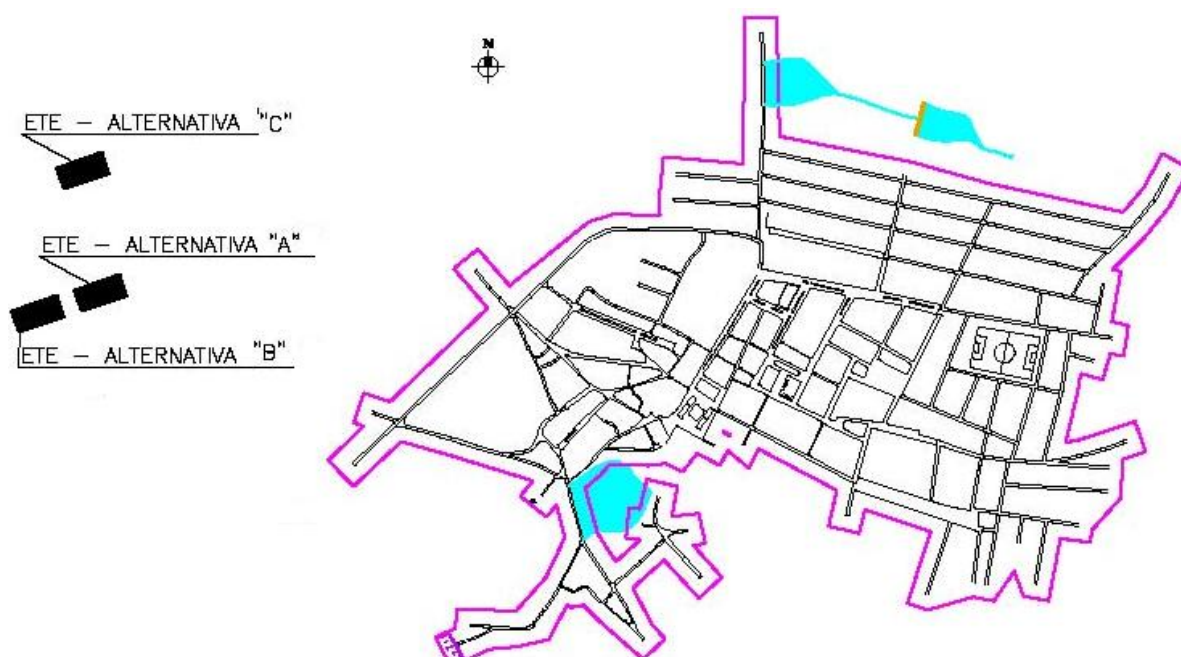 N
ETE - ALTERNATIVA '"C"
ETE - ALTERNATIVA "A"
ETE - ALTERNATIVA "B"